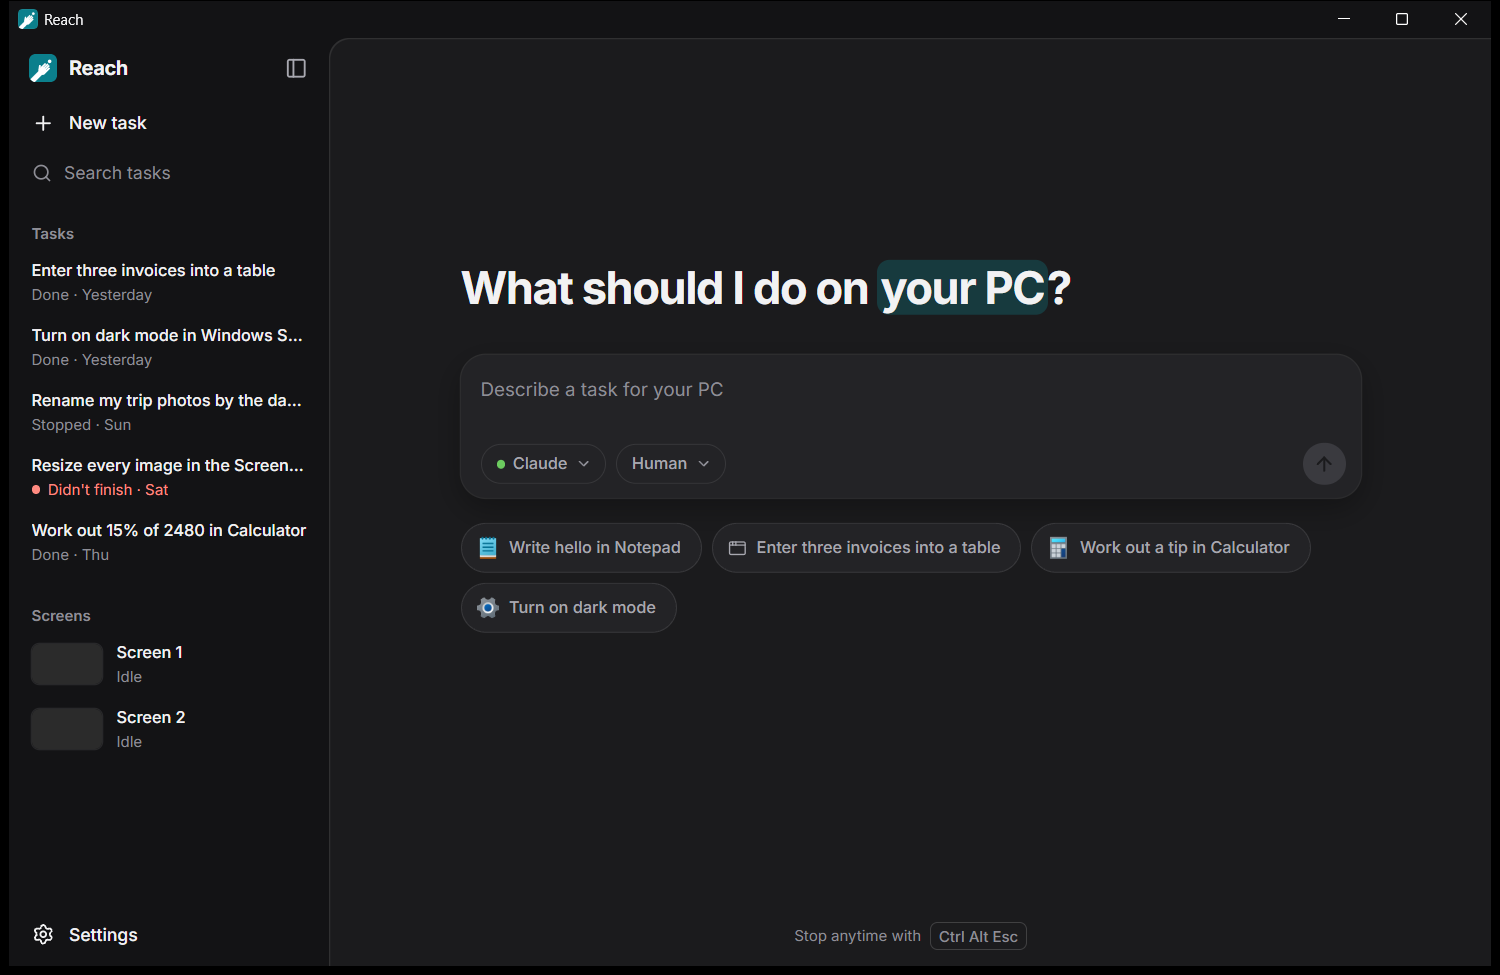 Reach
Reach
New task
Search tasks
Tasks
Enter three invoices into a table
Done · Yesterday
Turn on dark mode in Windows S...
Done · Yesterday
Rename my trip photos by the da...
Stopped · Sun
Resize every image in the Screen...
Didn't finish · Sat
Work out 15% of 2480 in Calculator
Done · Thu
Screens
Screen 1
Idle
Screen 2
Idle
Settings
What should I do on your PC?
Describe a task for your PC
Claude
Human
Write hello in Notepad
Enter three invoices into a table
Work out a tip in Calculator
Turn on dark mode
Stop anytime with Ctrl Alt Esc